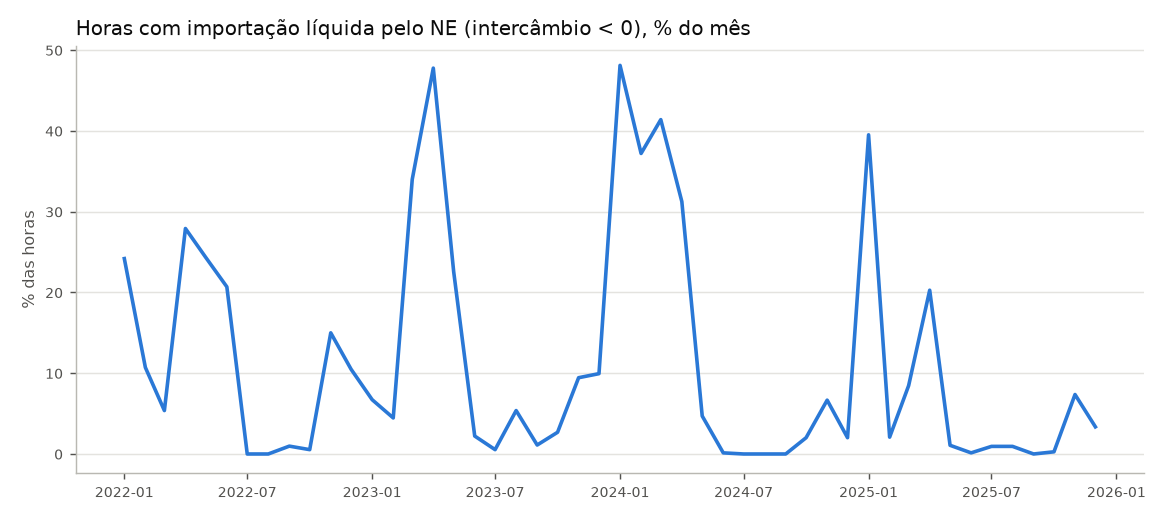 Horas com importação líquida pelo NE (intercâmbio < 0), % do mês
% das horas
50
40
30
20
10
0
2022-01 2022-07 2023-01 2023-07 2024-01 2024-07 2025-01 2025-07 2026-01